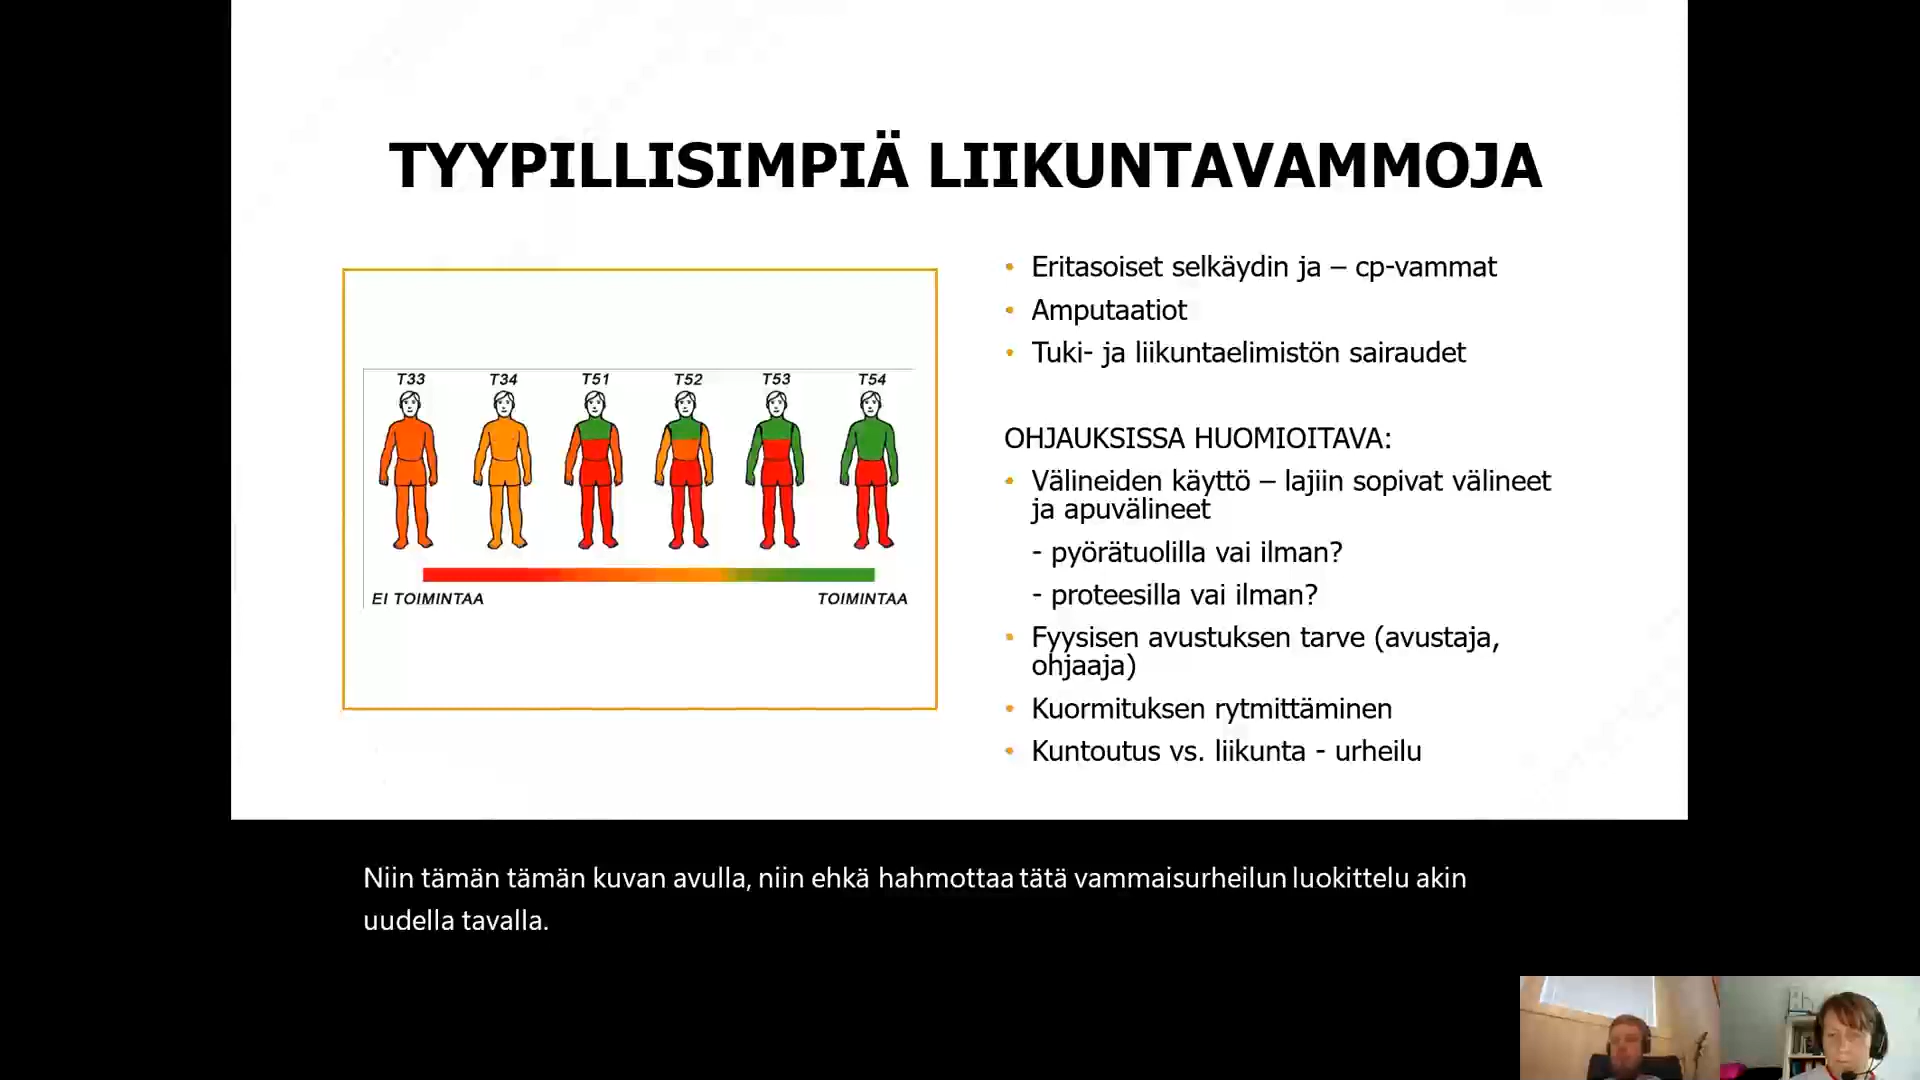 TYYPILLISIMPIÄ LIIKUNTAVAMMOJA
T33 T34 T51 T52 T53 T54
EI TOIMINTAA TOIMINTAA
• Eritasoiset selkäydin ja – cp-vammat
• Amputaatiot
• Tuki- ja liikuntaelimistön sairaudet
OHJAUKSISSA HUOMIOITAVA:
• Välineiden käyttö – lajiin sopivat välineet
ja apuvälineet
- pyörätuolilla vai ilman?
- proteesilla vai ilman?
• Fyysisen avustuksen tarve (avustaja,
ohjaaja)
• Kuormituksen rytmittäminen
• Kuntoutus vs. liikunta - urheilu
Niin tämän tämän kuvan avulla, niin ehkä hahmottaa tätä vammaisurheilun luokittelu akin
uudella tavalla.